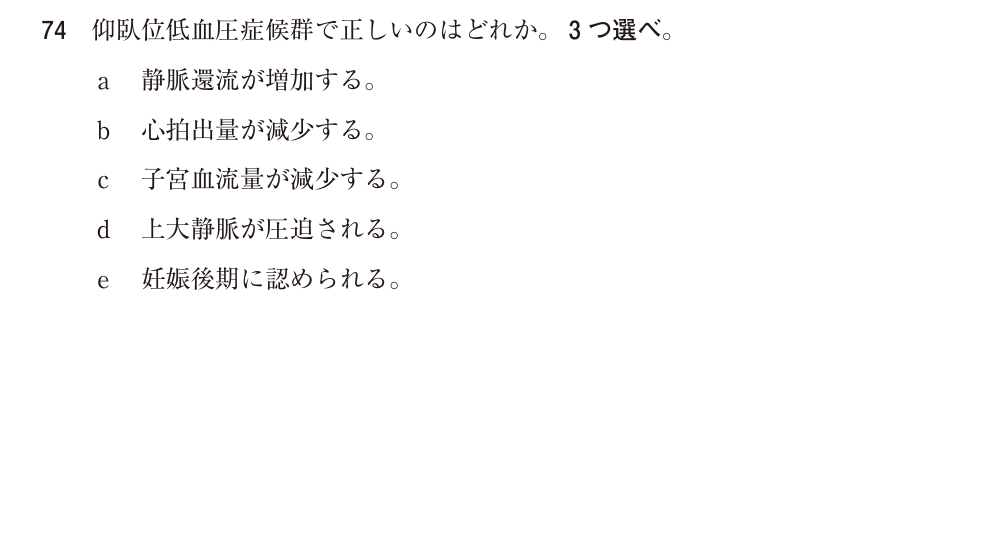 74 仰臥位低血圧症候群で正しいのはどれか。3 つ選べ。
a 静脈還流が増加する。
b 心拍出量が減少する。
c 子宮血流量が減少する。
d 上大静脈が圧迫される。
e 妊娠後期に認められる。